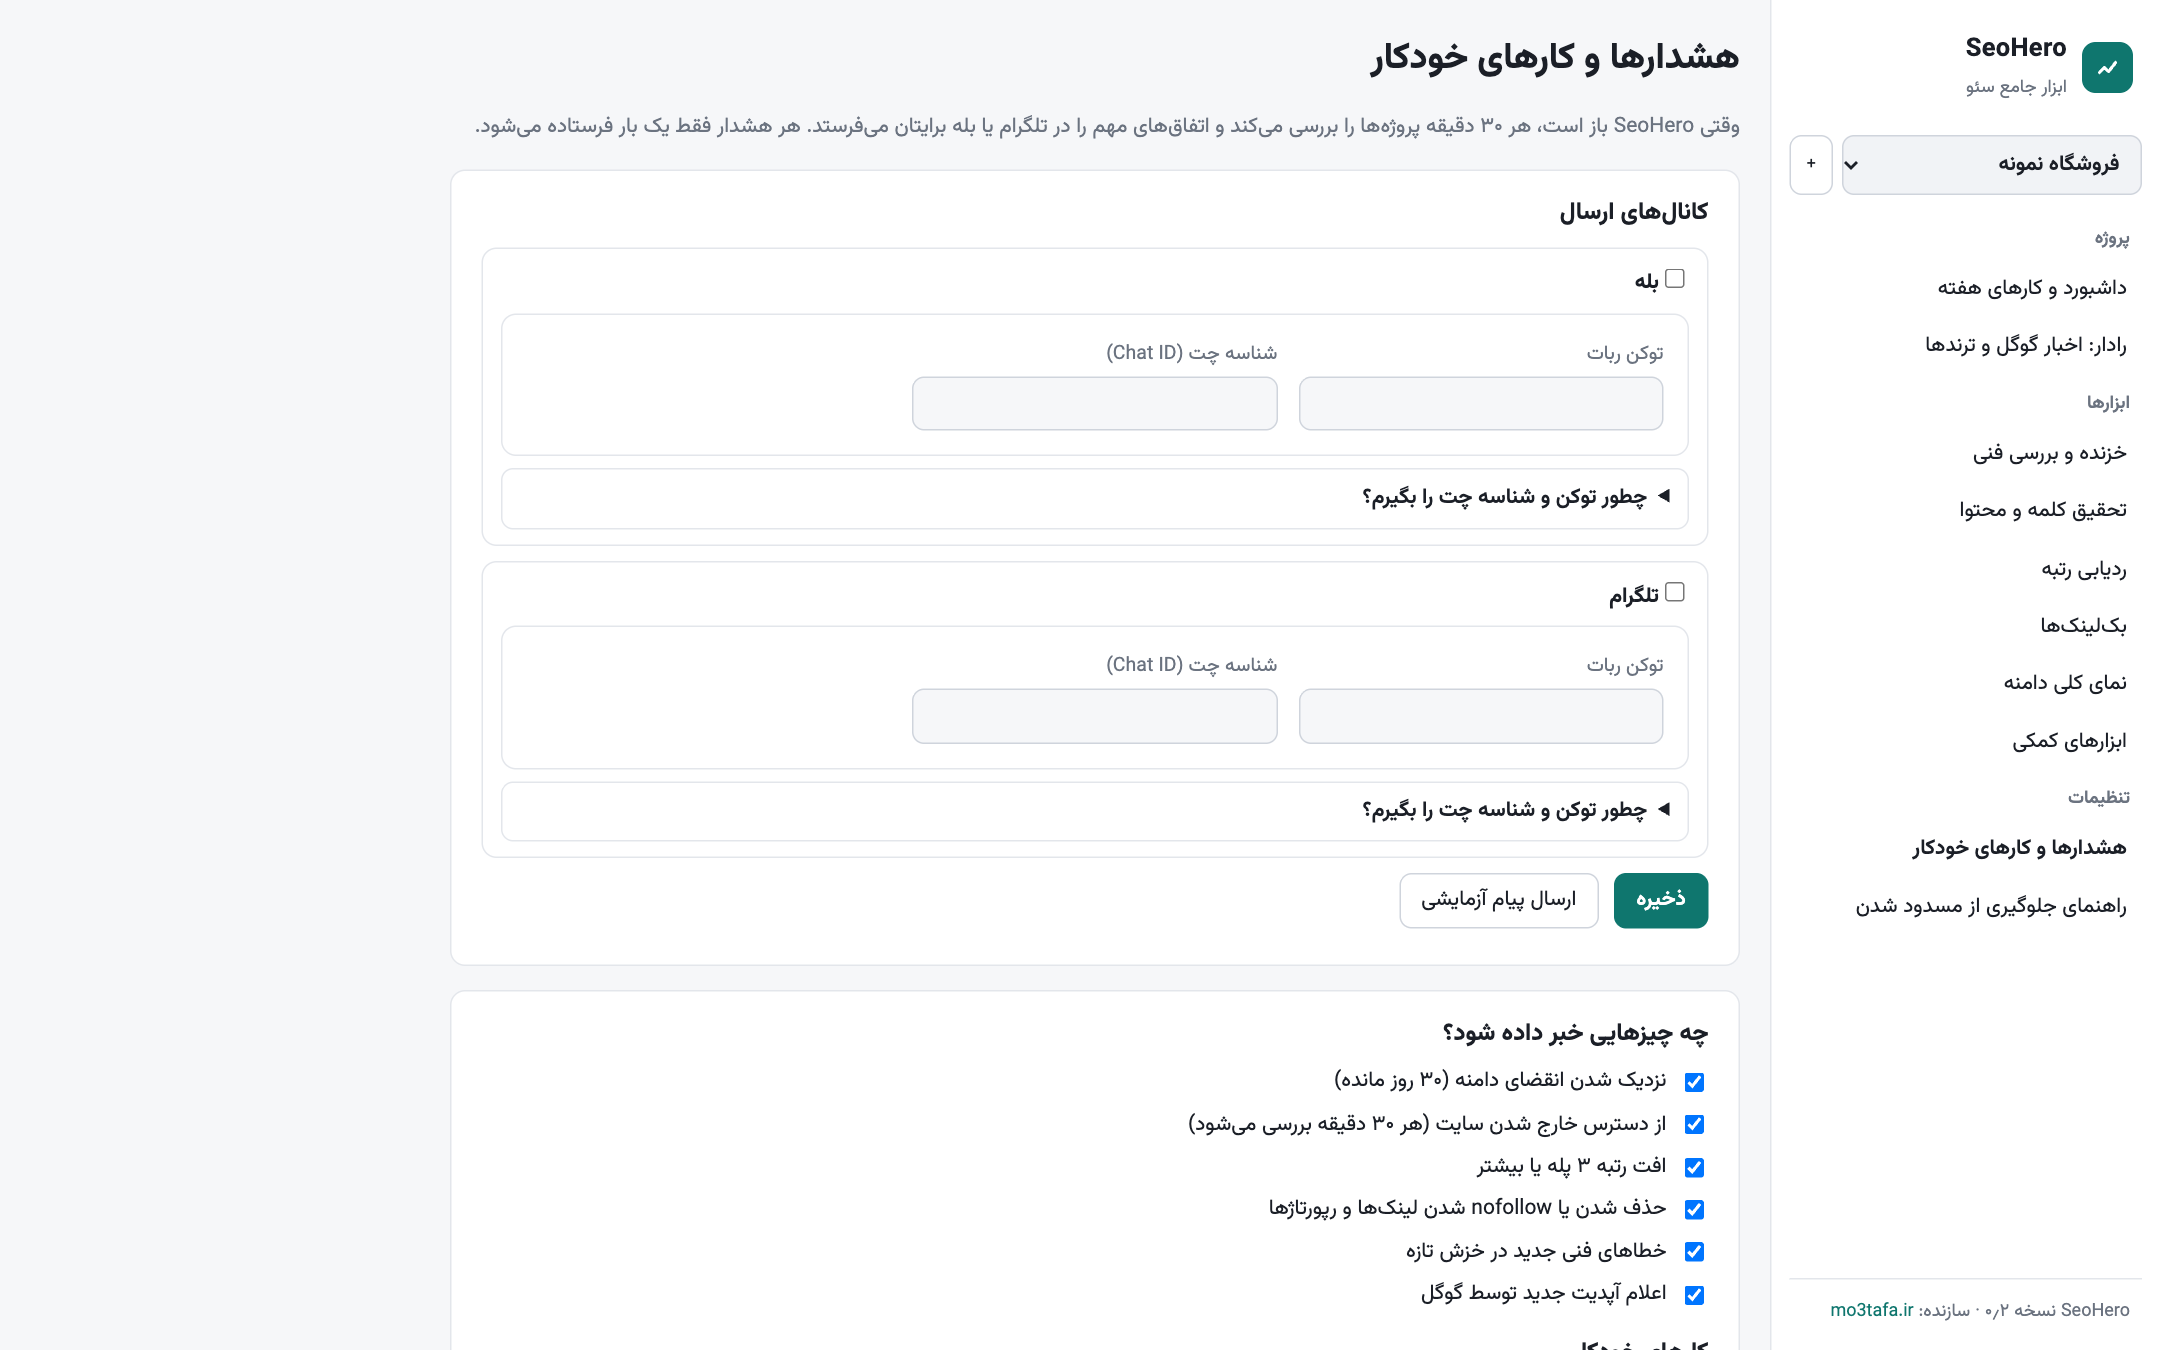 SeoHero
ابزار جامع سئو
فروشگاه نمونه
+
پروژه
داشبورد و کارهای هفته
رادار: اخبار گوگل و ترندها
ابزارها
خزنده و بررسی فنی
تحقیق کلمه و محتوا
ردیابی رتبه
بک‌لینک‌ها
نمای کلی دامنه
ابزارهای کمکی
تنظیمات
هشدارها و کارهای خودکار
راهنمای جلوگیری از مسدود شدن
SeoHero نسخه ۰٫۲ · سازنده: mo3tafa.ir
هشدارها و کارهای خودکار
وقتی SeoHero باز است، هر ۳۰ دقیقه پروژه‌ها را بررسی می‌کند و اتفاق‌های مهم را در تلگرام یا بله برایتان می‌فرستد. هر هشدار فقط یک بار فرستاده می‌شود.
کانال‌های ارسال
بله
توکن ربات
شناسه چت (Chat ID)
چطور توکن و شناسه چت را بگیرم؟
تلگرام
توکن ربات
شناسه چت (Chat ID)
چطور توکن و شناسه چت را بگیرم؟
ذخیره
ارسال پیام آزمایشی
چه چیزهایی خبر داده شود؟
نزدیک شدن انقضای دامنه (۳۰ روز مانده)
از دسترس خارج شدن سایت (هر ۳۰ دقیقه بررسی می‌شود)
افت رتبه ۳ پله یا بیشتر
حذف شدن یا nofollow شدن لینک‌ها و رپورتاژها
خطاهای فنی جدید در خزش تازه
اعلام آپدیت جدید توسط گوگل